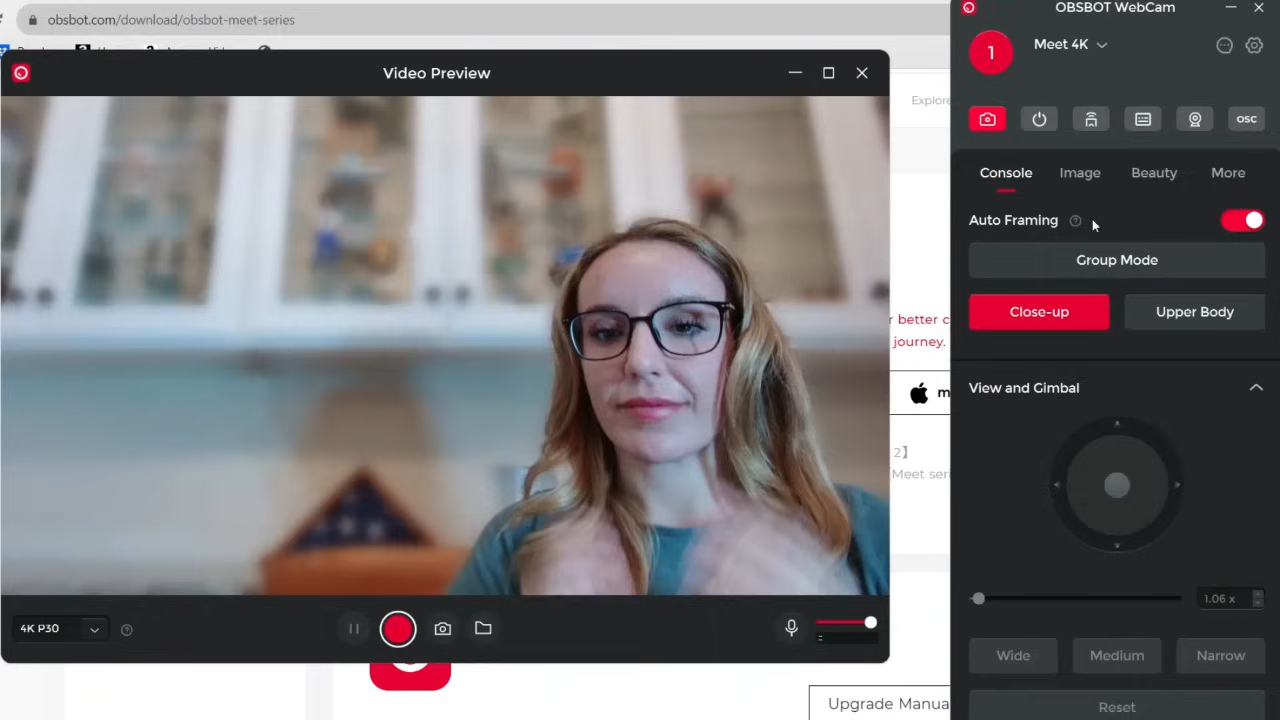 obsbot.com/download/obsbot-meet-series
OBSBOT WebCam
Video Preview
1
Meet 4K
OSC
Console
Image
Beauty
More
Auto Framing
Group Mode
Close-up
Upper Body
View and Gimbal
1.06 x
Wide
Medium
Narrow
Reset
4K P30
Explore
r better c
journey.
m
2】
Meet seri
Upgrade Manua